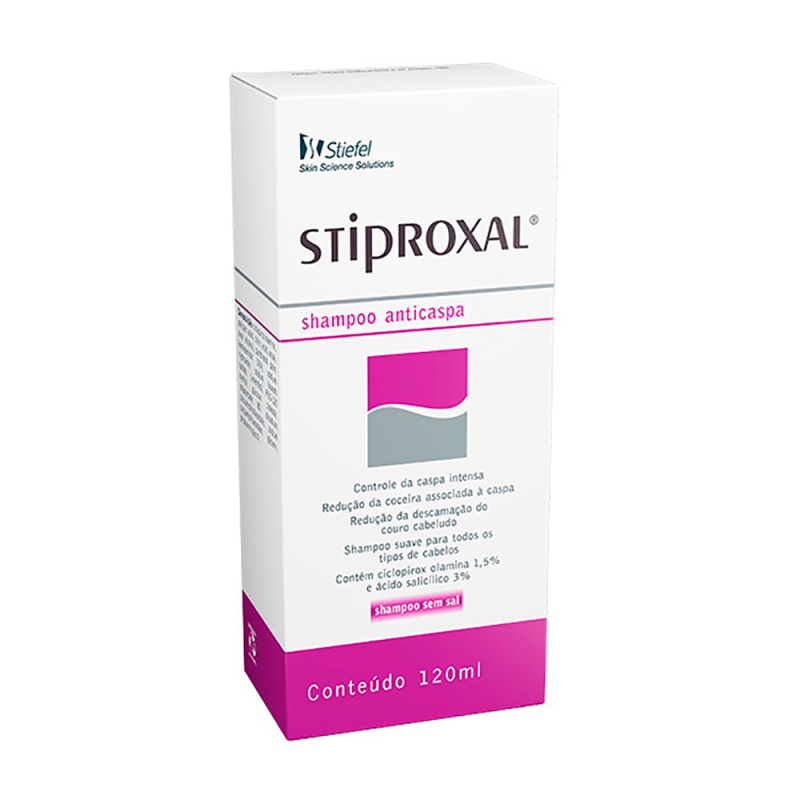 Stiefel
Skin Science Solutions
STiPROXAL®
shampoo anticaspa
Controle da caspa intensa
Redução da coceira associada à caspa
Redução da descamação do
couro cabeludo
Shampoo suave para todos os
tipos de cabelos
Contém ciclopirox olamina 1,5%
e ácido salicílico 3%
shampoo sem sal
Conteúdo 120ml